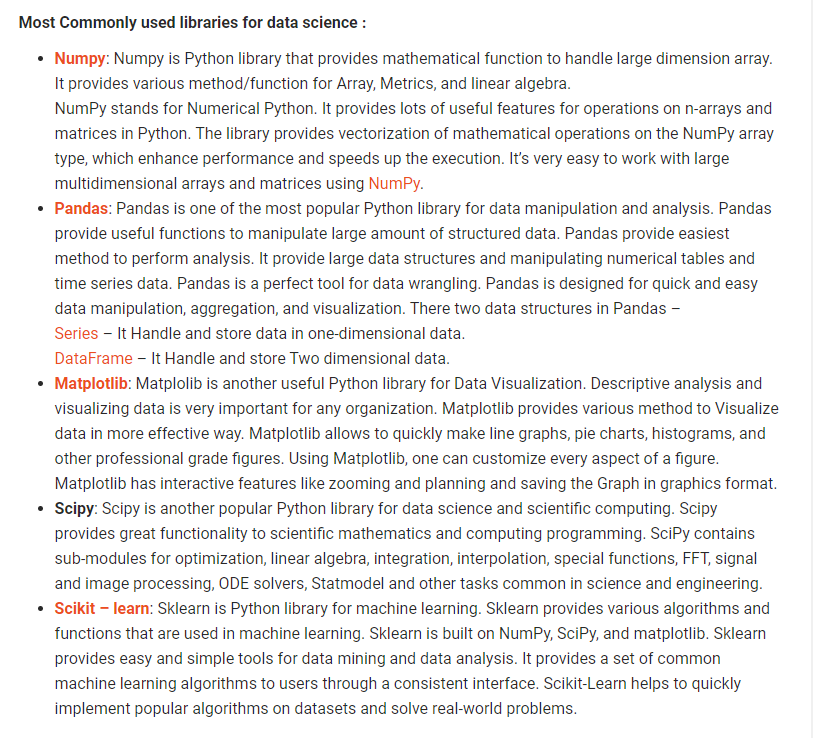 Most Commonly used libraries for data science :
• Numpy: Numpy is Python library that provides mathematical function to handle large dimension array.
It provides various method/function for Array, Metrics, and linear algebra.
NumPy stands for Numerical Python. It provides lots of useful features for operations on n-arrays and
matrices in Python. The library provides vectorization of mathematical operations on the NumPy array
type, which enhance performance and speeds up the execution. It’s very easy to work with large
multidimensional arrays and matrices using NumPy.
• Pandas: Pandas is one of the most popular Python library for data manipulation and analysis. Pandas
provide useful functions to manipulate large amount of structured data. Pandas provide easiest
method to perform analysis. It provide large data structures and manipulating numerical tables and
time series data. Pandas is a perfect tool for data wrangling. Pandas is designed for quick and easy
data manipulation, aggregation, and visualization. There two data structures in Pandas –
Series – It Handle and store data in one-dimensional data.
DataFrame – It Handle and store Two dimensional data.
• Matplotlib: Matplolib is another useful Python library for Data Visualization. Descriptive analysis and
visualizing data is very important for any organization. Matplotlib provides various method to Visualize
data in more effective way. Matplotlib allows to quickly make line graphs, pie charts, histograms, and
other professional grade figures. Using Matplotlib, one can customize every aspect of a figure.
Matplotlib has interactive features like zooming and planning and saving the Graph in graphics format.
• Scipy: Scipy is another popular Python library for data science and scientific computing. Scipy
provides great functionality to scientific mathematics and computing programming. SciPy contains
sub-modules for optimization, linear algebra, integration, interpolation, special functions, FFT, signal
and image processing, ODE solvers, Statmodel and other tasks common in science and engineering.
• Scikit – learn: Sklearn is Python library for machine learning. Sklearn provides various algorithms and
functions that are used in machine learning. Sklearn is built on NumPy, SciPy, and matplotlib. Sklearn
provides easy and simple tools for data mining and data analysis. It provides a set of common
machine learning algorithms to users through a consistent interface. Scikit-Learn helps to quickly
implement popular algorithms on datasets and solve real-world problems.